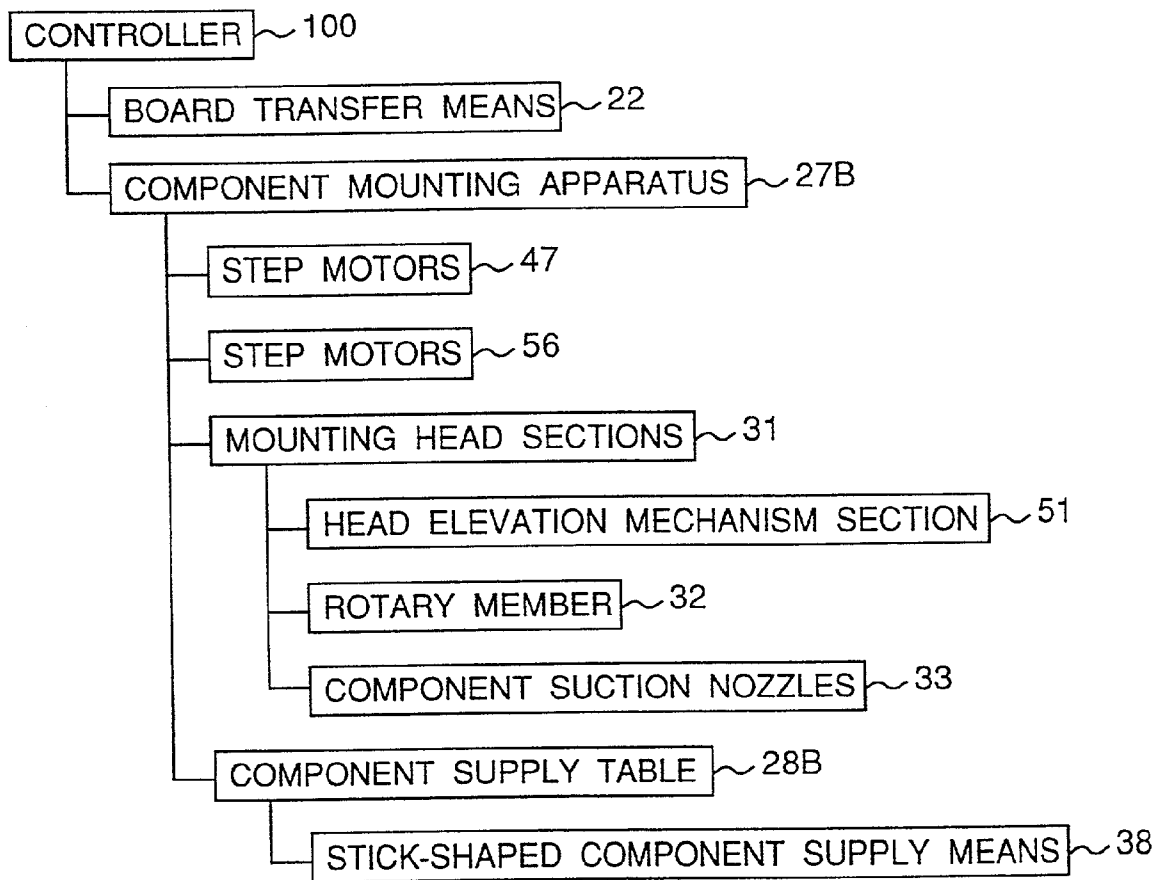 CONTROLLER 100
BOARD TRANSFER MEANS 22
COMPONENT MOUNTING APPARATUS 27B
STEP MOTORS 47
STEP MOTORS 56
MOUNTING HEAD SECTIONS 31
HEAD ELEVATION MECHANISM SECTION 51
ROTARY MEMBER 32
COMPONENT SUCTION NOZZLES 33
COMPONENT SUPPLY TABLE 28B
STICK-SHAPED COMPONENT SUPPLY MEANS 38